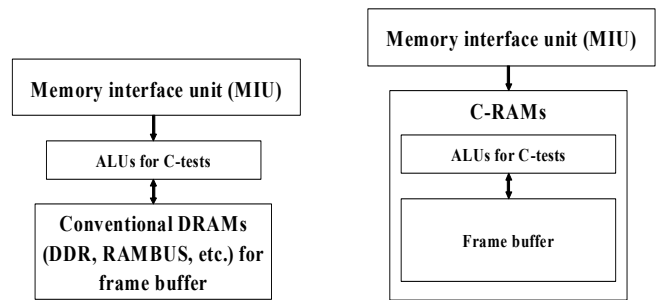 Memory interface unit (MIU)
ALUs for C-tests
Conventional DRAMs
(DDR, RAMBUS, etc.) for
frame buffer
Memory interface unit (MIU)
C-RAMs
ALUs for C-tests
Frame buffer